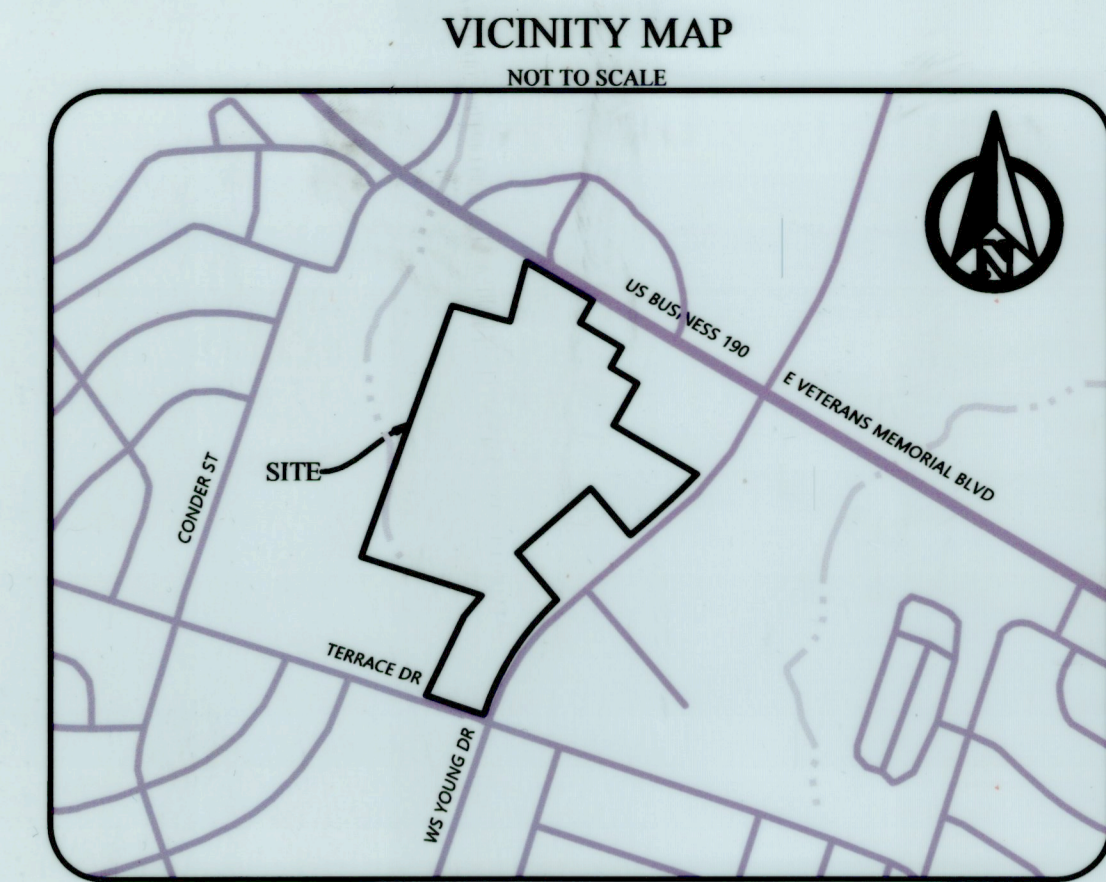 VICINITY MAP
NOT TO SCALE
N
US BUSINESS 190
E VETERANS MEMORIAL BLVD
SITE
CONDER ST
TERRACE DR
WS YOUNG DR